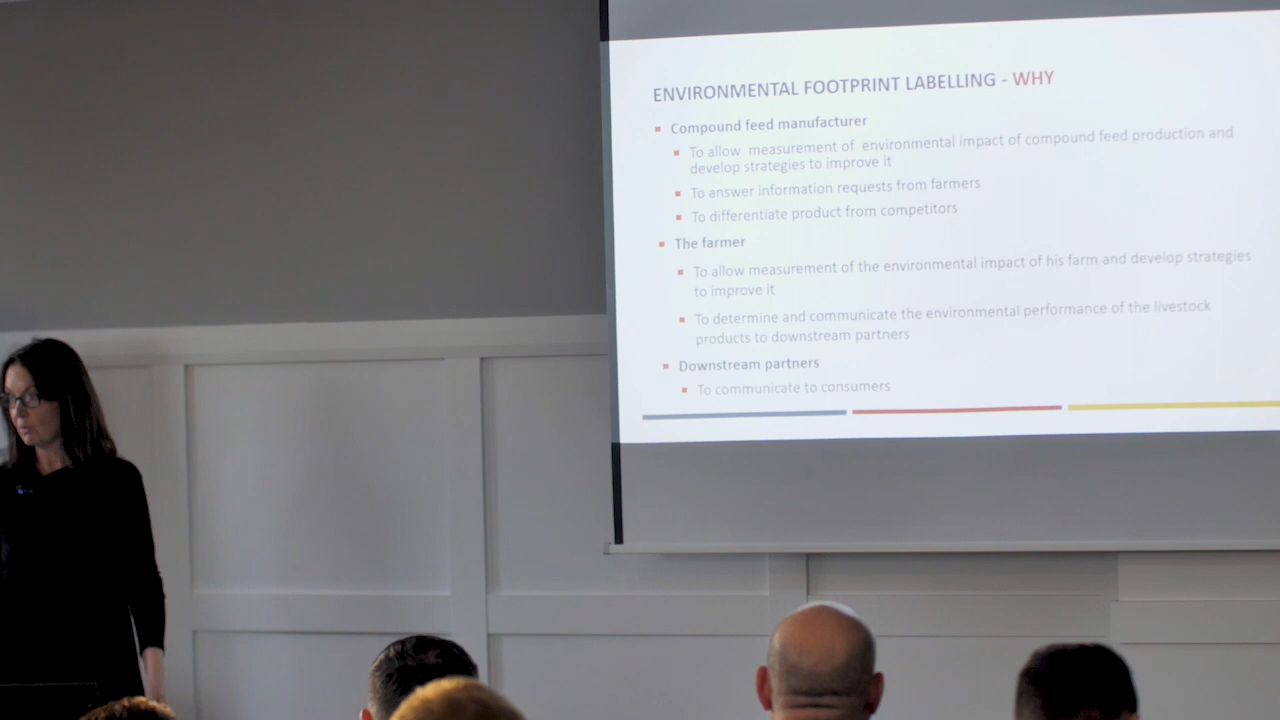 ENVIRONMENTAL FOOTPRINT LABELLING - WHY
Compound feed manufacturer
To allow measurement of environmental impact of compound feed production and
develop strategies to improve it
To answer information requests from farmers
To differentiate product from competitors
The farmer
To allow measurement of the environmental impact of his farm and develop strategies
to improve it
To determine and communicate the environmental performance of the livestock
products to downstream partners
Downstream partners
To communicate to consumers